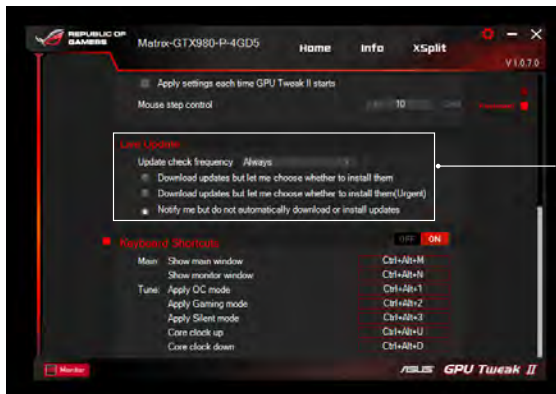 REPUBLIC OF
GAMERS
Matrix-GTX980-P-4GD5
Home
Info
XSplit
V 1.0.7.0
Apply settings each time GPU Tweak II starts
Mouse step control
10
Live Update
Update check frequency Always
Download updates but let me choose whether to install them
Download updates but let me choose whether to install them(Urgent)
Notify me but do not automatically download or install updates
Keyboard Shortcuts
OFF ON
Main: Show main window Ctrl+Alt+M
Show monitor window Ctrl+Alt+N
Tune: Apply OC mode Ctrl+Alt+1
Apply Gaming mode Ctrl+Alt+2
Apply Silent mode Ctrl+Alt+3
Core clock up Ctrl+Alt+U
Core clock down Ctrl+Alt+D
Monitor
ASUS GPU Tweak II